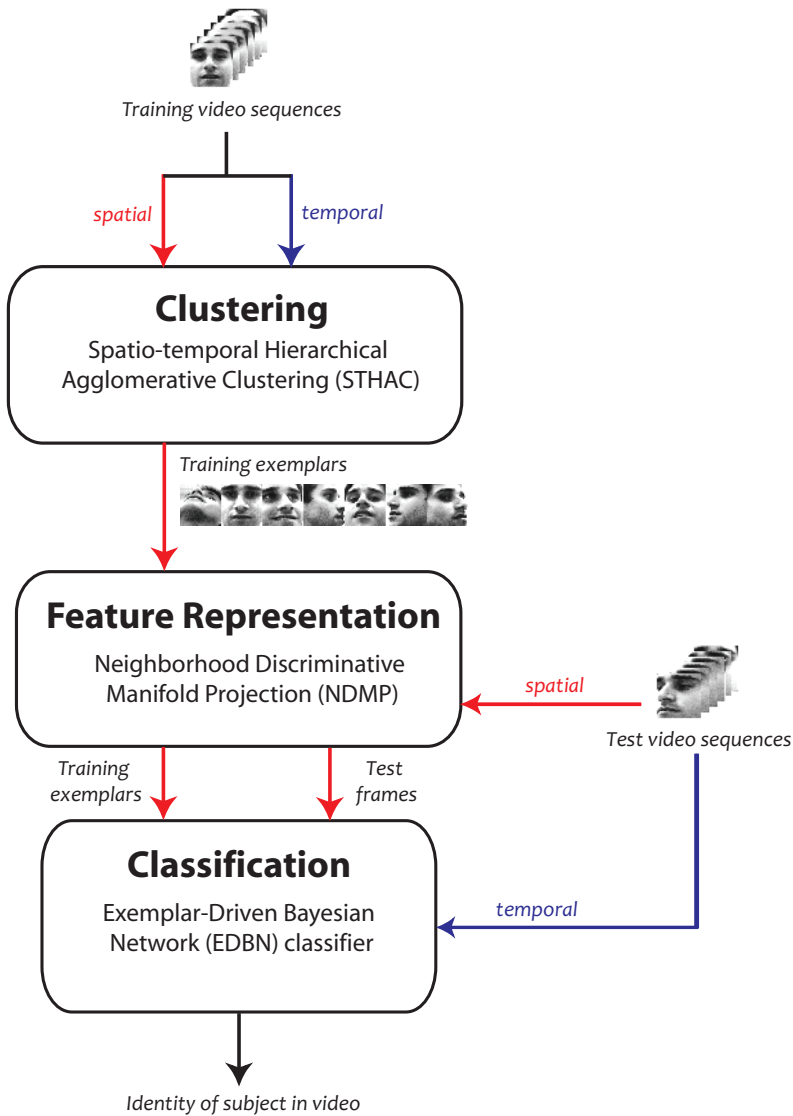 Training video sequences
spatial
temporal
Clustering
Spatio-temporal Hierarchical
Agglomerative Clustering (STHAC)
Training exemplars
Feature Representation
Neighborhood Discriminative
Manifold Projection (NDMP)
spatial
Test video sequences
Training
exemplars
Test
frames
Classification
Exemplar-Driven Bayesian
Network (EDBN) classifier
temporal
Identity of subject in video